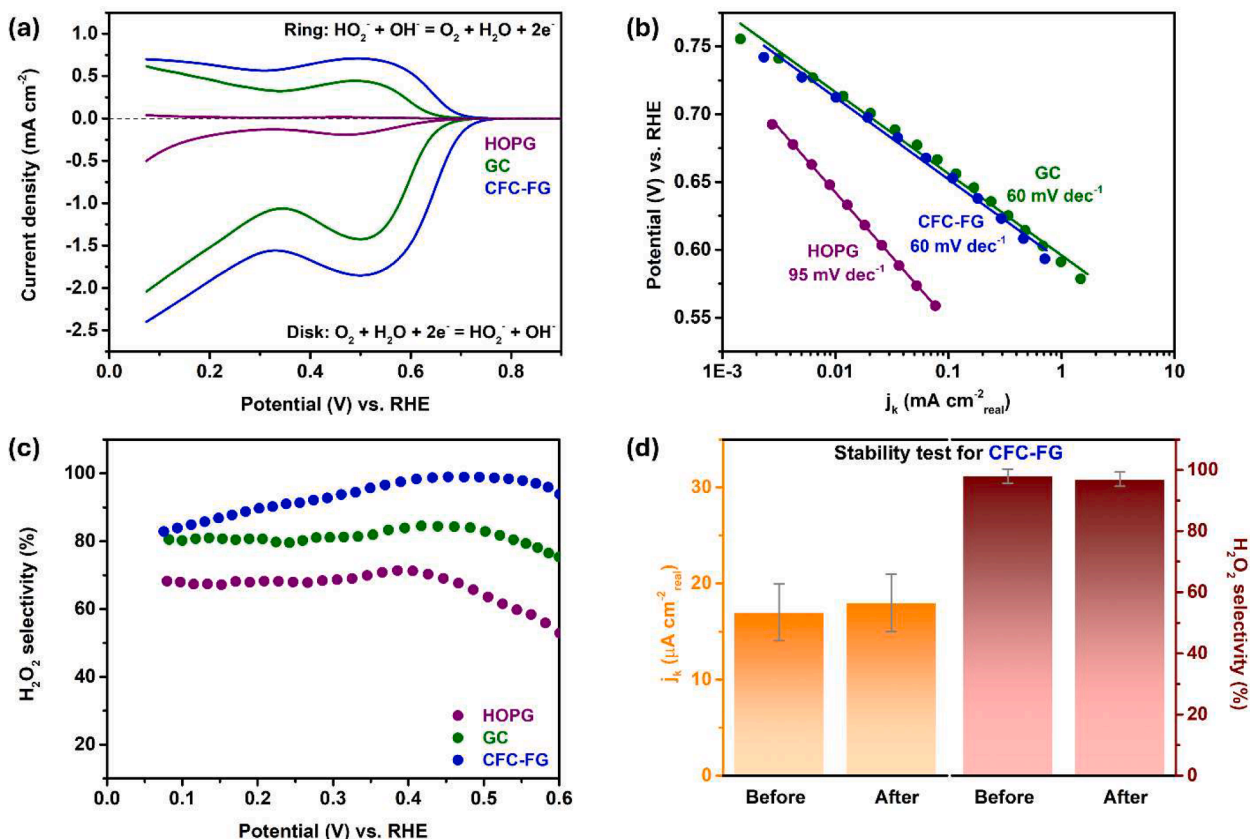 (a)
Ring: HO₂⁻ + OH⁻ = O₂ + H₂O + 2e⁻
1.0
0.5
0.0
-0.5
-1.0
-1.5
-2.0
-2.5
Current density (mA cm⁻²)
HOPG
GC
CFC-FG
Disk: O₂ + H₂O + 2e⁻ = HO₂⁻ + OH⁻
0.0 0.2 0.4 0.6 0.8
Potential (V) vs. RHE
(b)
0.75
0.70
0.65
0.60
0.55
Potential (V) vs. RHE
GC
60 mV dec⁻¹
CFC-FG
60 mV dec⁻¹
HOPG
95 mV dec⁻¹
1E-3 0.01 0.1 1 10
jₖ (mA cm⁻²real)
(c)
100
80
60
40
20
H₂O₂ selectivity (%)
HOPG
GC
CFC-FG
0.0 0.1 0.2 0.3 0.4 0.5 0.6
Potential (V) vs. RHE
(d)
Stability test for CFC-FG
30
20
10
0
jₖ (µA cm⁻²real)
100
80
60
40
20
0
H₂O₂ selectivity (%)
Before After Before After